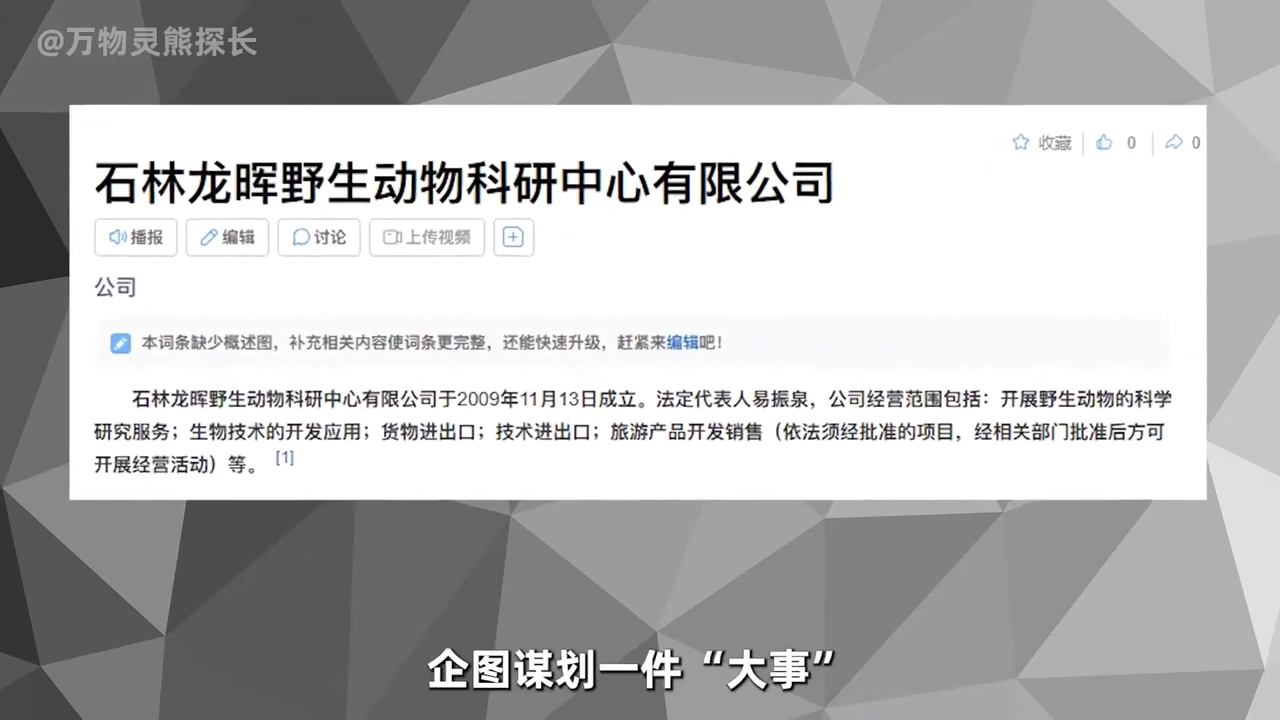 @万物灵熊探长
收藏 0 0
石林龙晖野生动物科研中心有限公司
播报 编辑 讨论 上传视频
公司
本词条缺少概述图，补充相关内容使词条更完整，还能快速升级，赶紧来编辑吧！
石林龙晖野生动物科研中心有限公司于2009年11月13日成立。法定代表人易振泉，公司经营范围包括：开展野生动物的科学
研究服务；生物技术的开发应用；货物进出口；技术进出口；旅游产品开发销售（依法须经批准的项目，经相关部门批准后方可
开展经营活动）等。 [1]
企图谋划一件“大事”